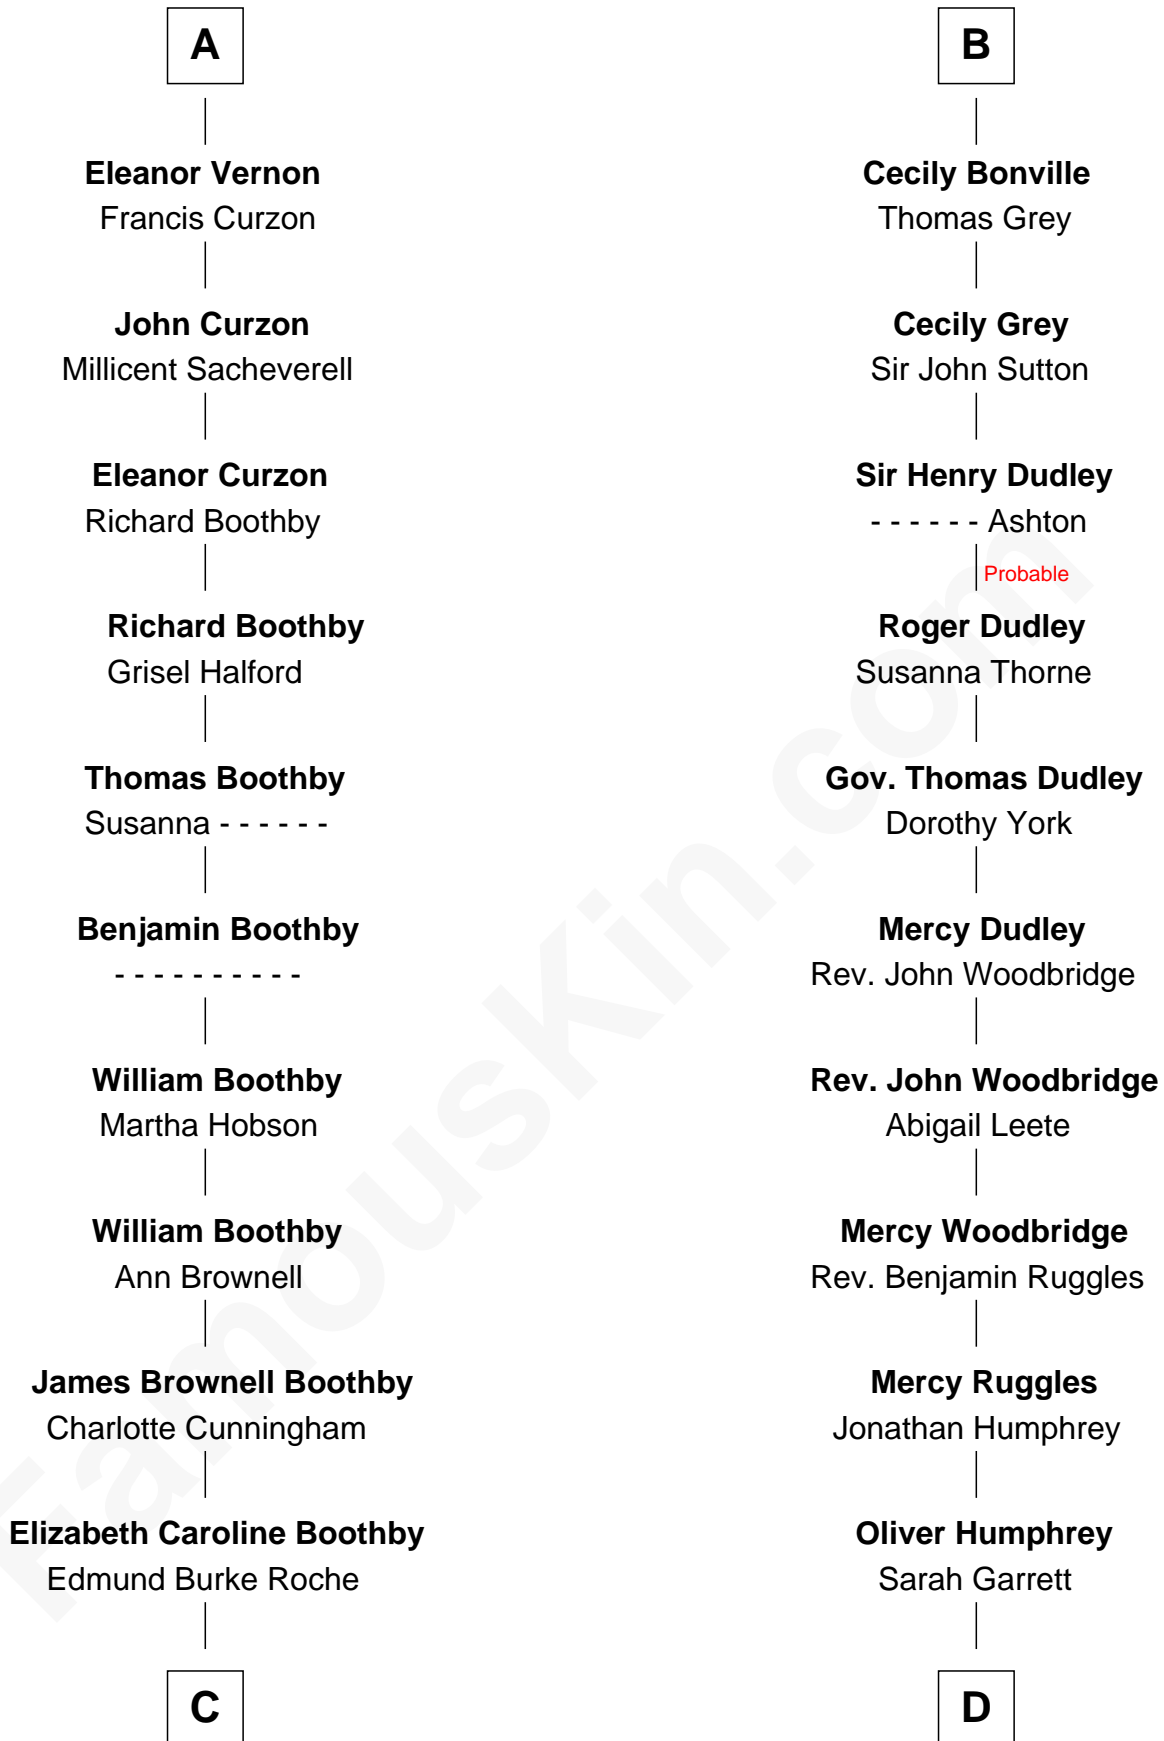 A
Eleanor Vernon
Francis Curzon
John Curzon
Millicent Sacheverell
Eleanor Curzon
Richard Boothby
Richard Boothby
Grisel Halford
Thomas Boothby
Susanna - - - - - -
Benjamin Boothby
- - - - - - - - - -
William Boothby
Martha Hobson
William Boothby
Ann Brownell
James Brownell Boothby
Charlotte Cunningham
Elizabeth Caroline Boothby
Edmund Burke Roche
C
B
Cecily Bonville
Thomas Grey
Cecily Grey
Sir John Sutton
Sir Henry Dudley
- - - - - - Ashton
Probable
Roger Dudley
Susanna Thorne
Gov. Thomas Dudley
Dorothy York
Mercy Dudley
Rev. John Woodbridge
Rev. John Woodbridge
Abigail Leete
Mercy Woodbridge
Rev. Benjamin Ruggles
Mercy Ruggles
Jonathan Humphrey
Oliver Humphrey
Sarah Garrett
D
FamousKin.com